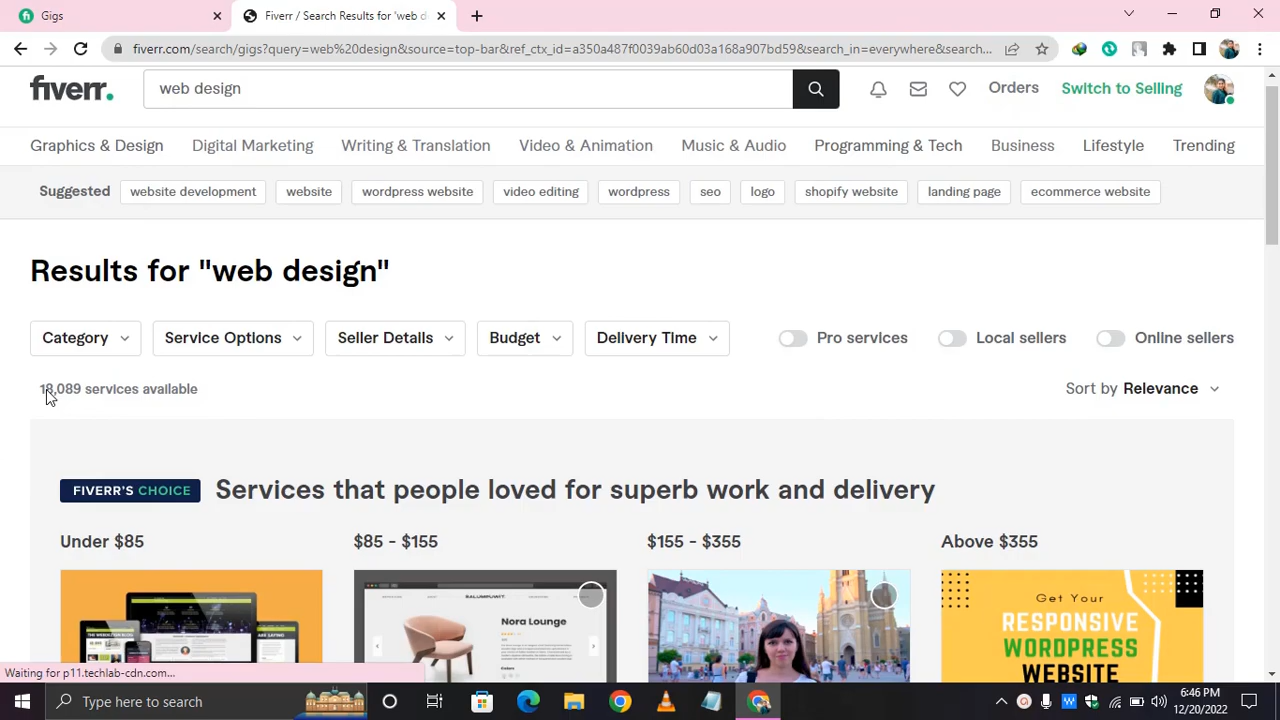 Gigs
Fiverr / Search Results for 'web d
fiverr.com/search/gigs?query=web%20design&source=top-bar&ref_ctx_id=a350a487f0039ab60d03a168a907bd59&search_in=everywhere&search...
fiverr.
web design
Orders
Switch to Selling
Graphics & Design
Digital Marketing
Writing & Translation
Video & Animation
Music & Audio
Programming & Tech
Business
Lifestyle
Trending
Suggested
website development
website
wordpress website
video editing
wordpress
seo
logo
shopify website
landing page
ecommerce website
Results for "web design"
Category
Service Options
Seller Details
Budget
Delivery Time
Pro services
Local sellers
Online sellers
18,089 services available
Sort by Relevance
FIVERR'S CHOICE
Services that people loved for superb work and delivery
Under $85
$85 - $155
$155 - $355
Above $355
Nora Lounge
Get Your
RESPONSIVE
WORDPRESS
WEBSITE
Waiting for p11.techlab-cdn.com...
Type here to search
6:46 PM
12/20/2022